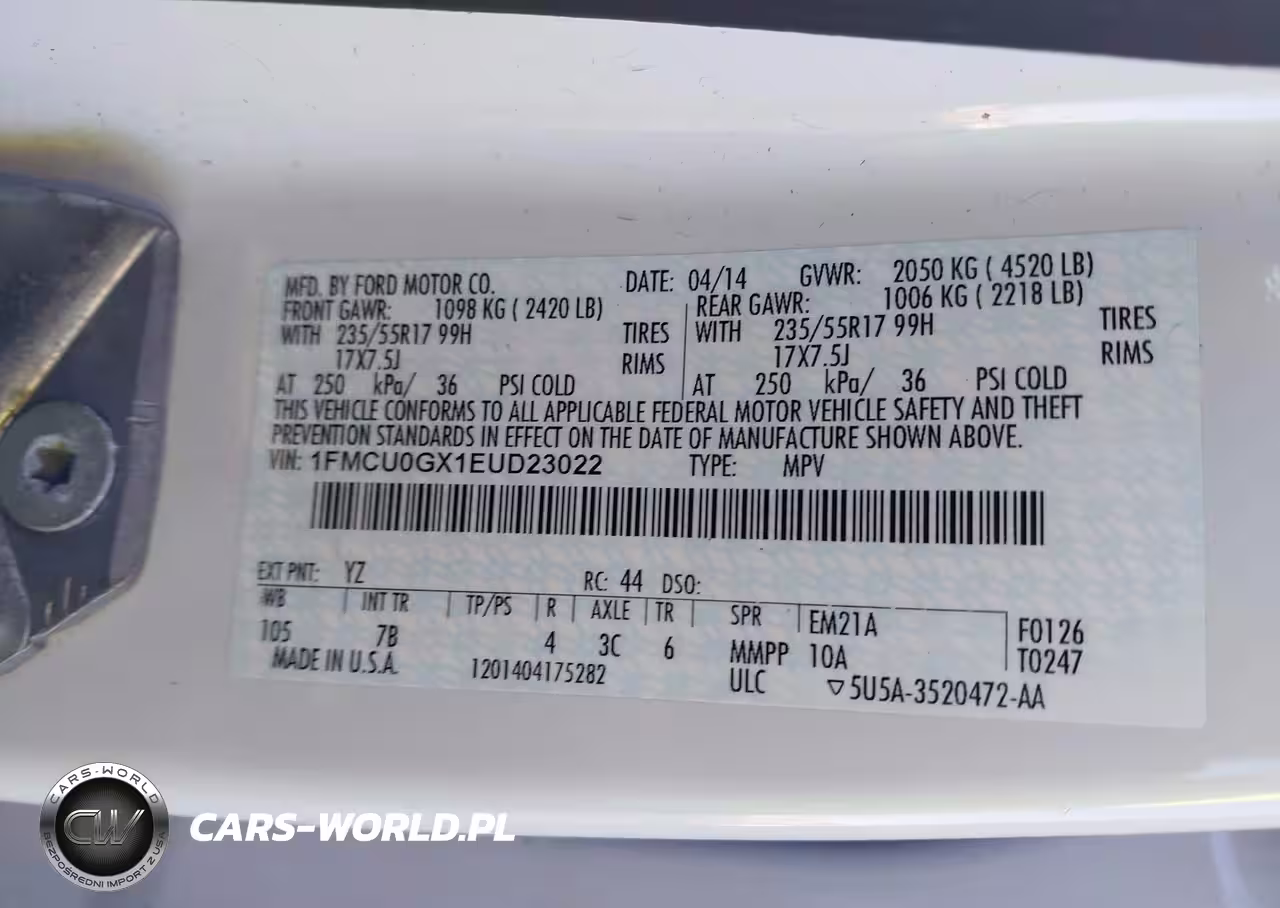 MFD. BY FORD MOTOR CO. DATE: 04/14 GVWR: 2050 KG ( 4520 LB)
FRONT GAWR: 1098 KG ( 2420 LB) REAR GAWR: 1006 KG ( 2218 LB)
WITH 235/55R17 99H TIRES WITH 235/55R17 99H TIRES
17X7.5J RIMS 17X7.5J RIMS
AT 250 kPa/ 36 PSI COLD AT 250 kPa/ 36 PSI COLD
THIS VEHICLE CONFORMS TO ALL APPLICABLE FEDERAL MOTOR VEHICLE SAFETY AND THEFT
PREVENTION STANDARDS IN EFFECT ON THE DATE OF MANUFACTURE SHOWN ABOVE.
VIN: 1FMCU0GX1EUD23022 TYPE: MPV
EXT PNT: YZ RC: 44 DSO:
WB INT TR TP/PS R AXLE TR SPR EM21A F0126
105 7B 4 3C 6 MMPP 10A T0247
MADE IN U.S.A. 1201404175282 ULC ▽5U5A-3520472-AA
CARS-WORLD
CW
BEZPOŚREDNI IMPORT Z USA
CARS-WORLD.PL